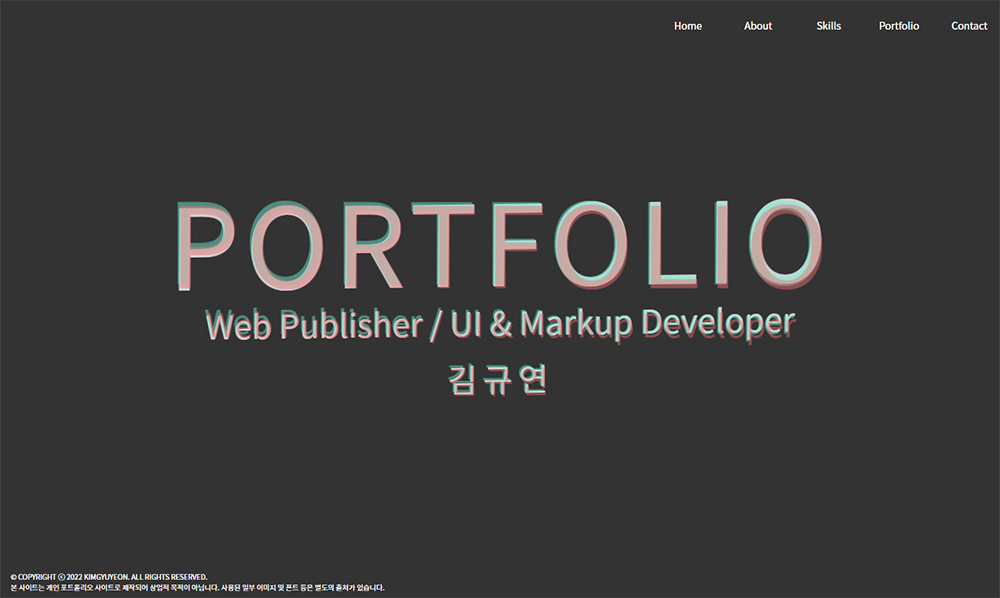 Home About Skills Portfolio Contact
PORTFOLIO
Web Publisher / UI & Markup Developer
김규연
© COPYRIGHT ⓒ 2022 KIMGYUYEON. ALL RIGHTS RESERVED.
본 사이트는 개인 포트폴리오 사이트로 제작되어 상업적 목적이 아닙니다. 사용된 일부 이미지 및 폰트 등은 별도의 출처가 있습니다.